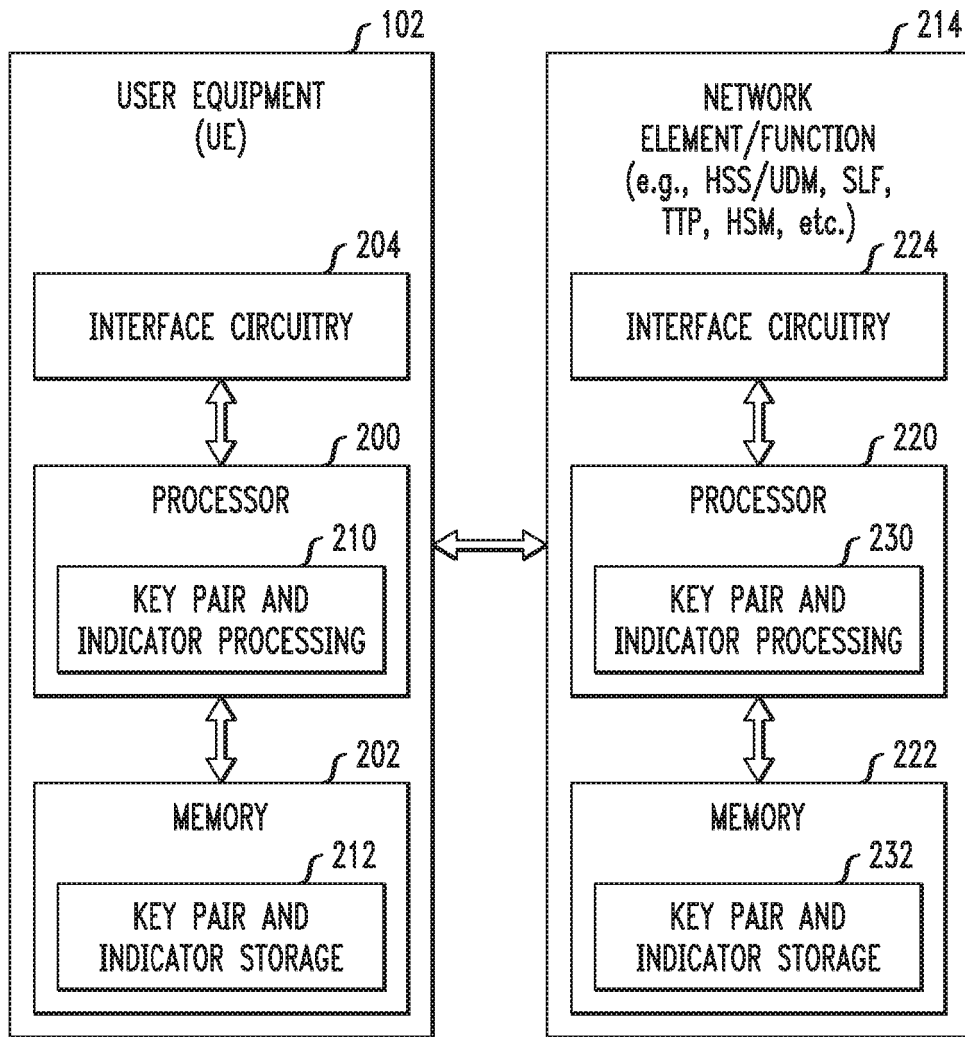 102
USER EQUIPMENT
(UE)
204
INTERFACE CIRCUITRY
200
PROCESSOR
210
KEY PAIR AND
INDICATOR PROCESSING
202
MEMORY
212
KEY PAIR AND
INDICATOR STORAGE
214
NETWORK
ELEMENT/FUNCTION
(e.g., HSS/UDM, SLF,
TTP, HSM, etc.)
224
INTERFACE CIRCUITRY
220
PROCESSOR
230
KEY PAIR AND
INDICATOR PROCESSING
222
MEMORY
232
KEY PAIR AND
INDICATOR STORAGE